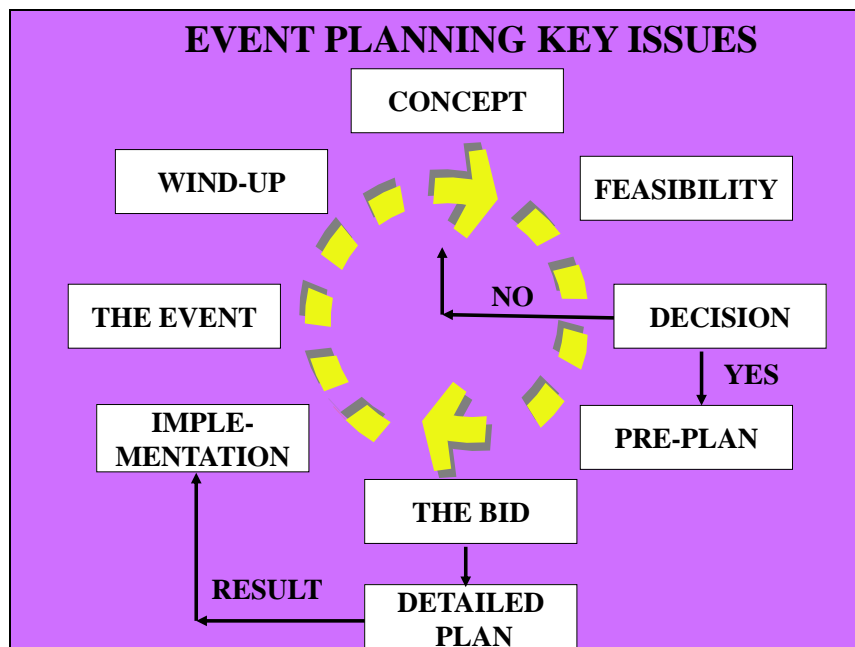 EVENT PLANNING KEY ISSUES
CONCEPT
WIND-UP
FEASIBILITY
THE EVENT
NO
DECISION
YES
IMPLE-
MENTATION
PRE-PLAN
THE BID
RESULT
DETAILED
PLAN